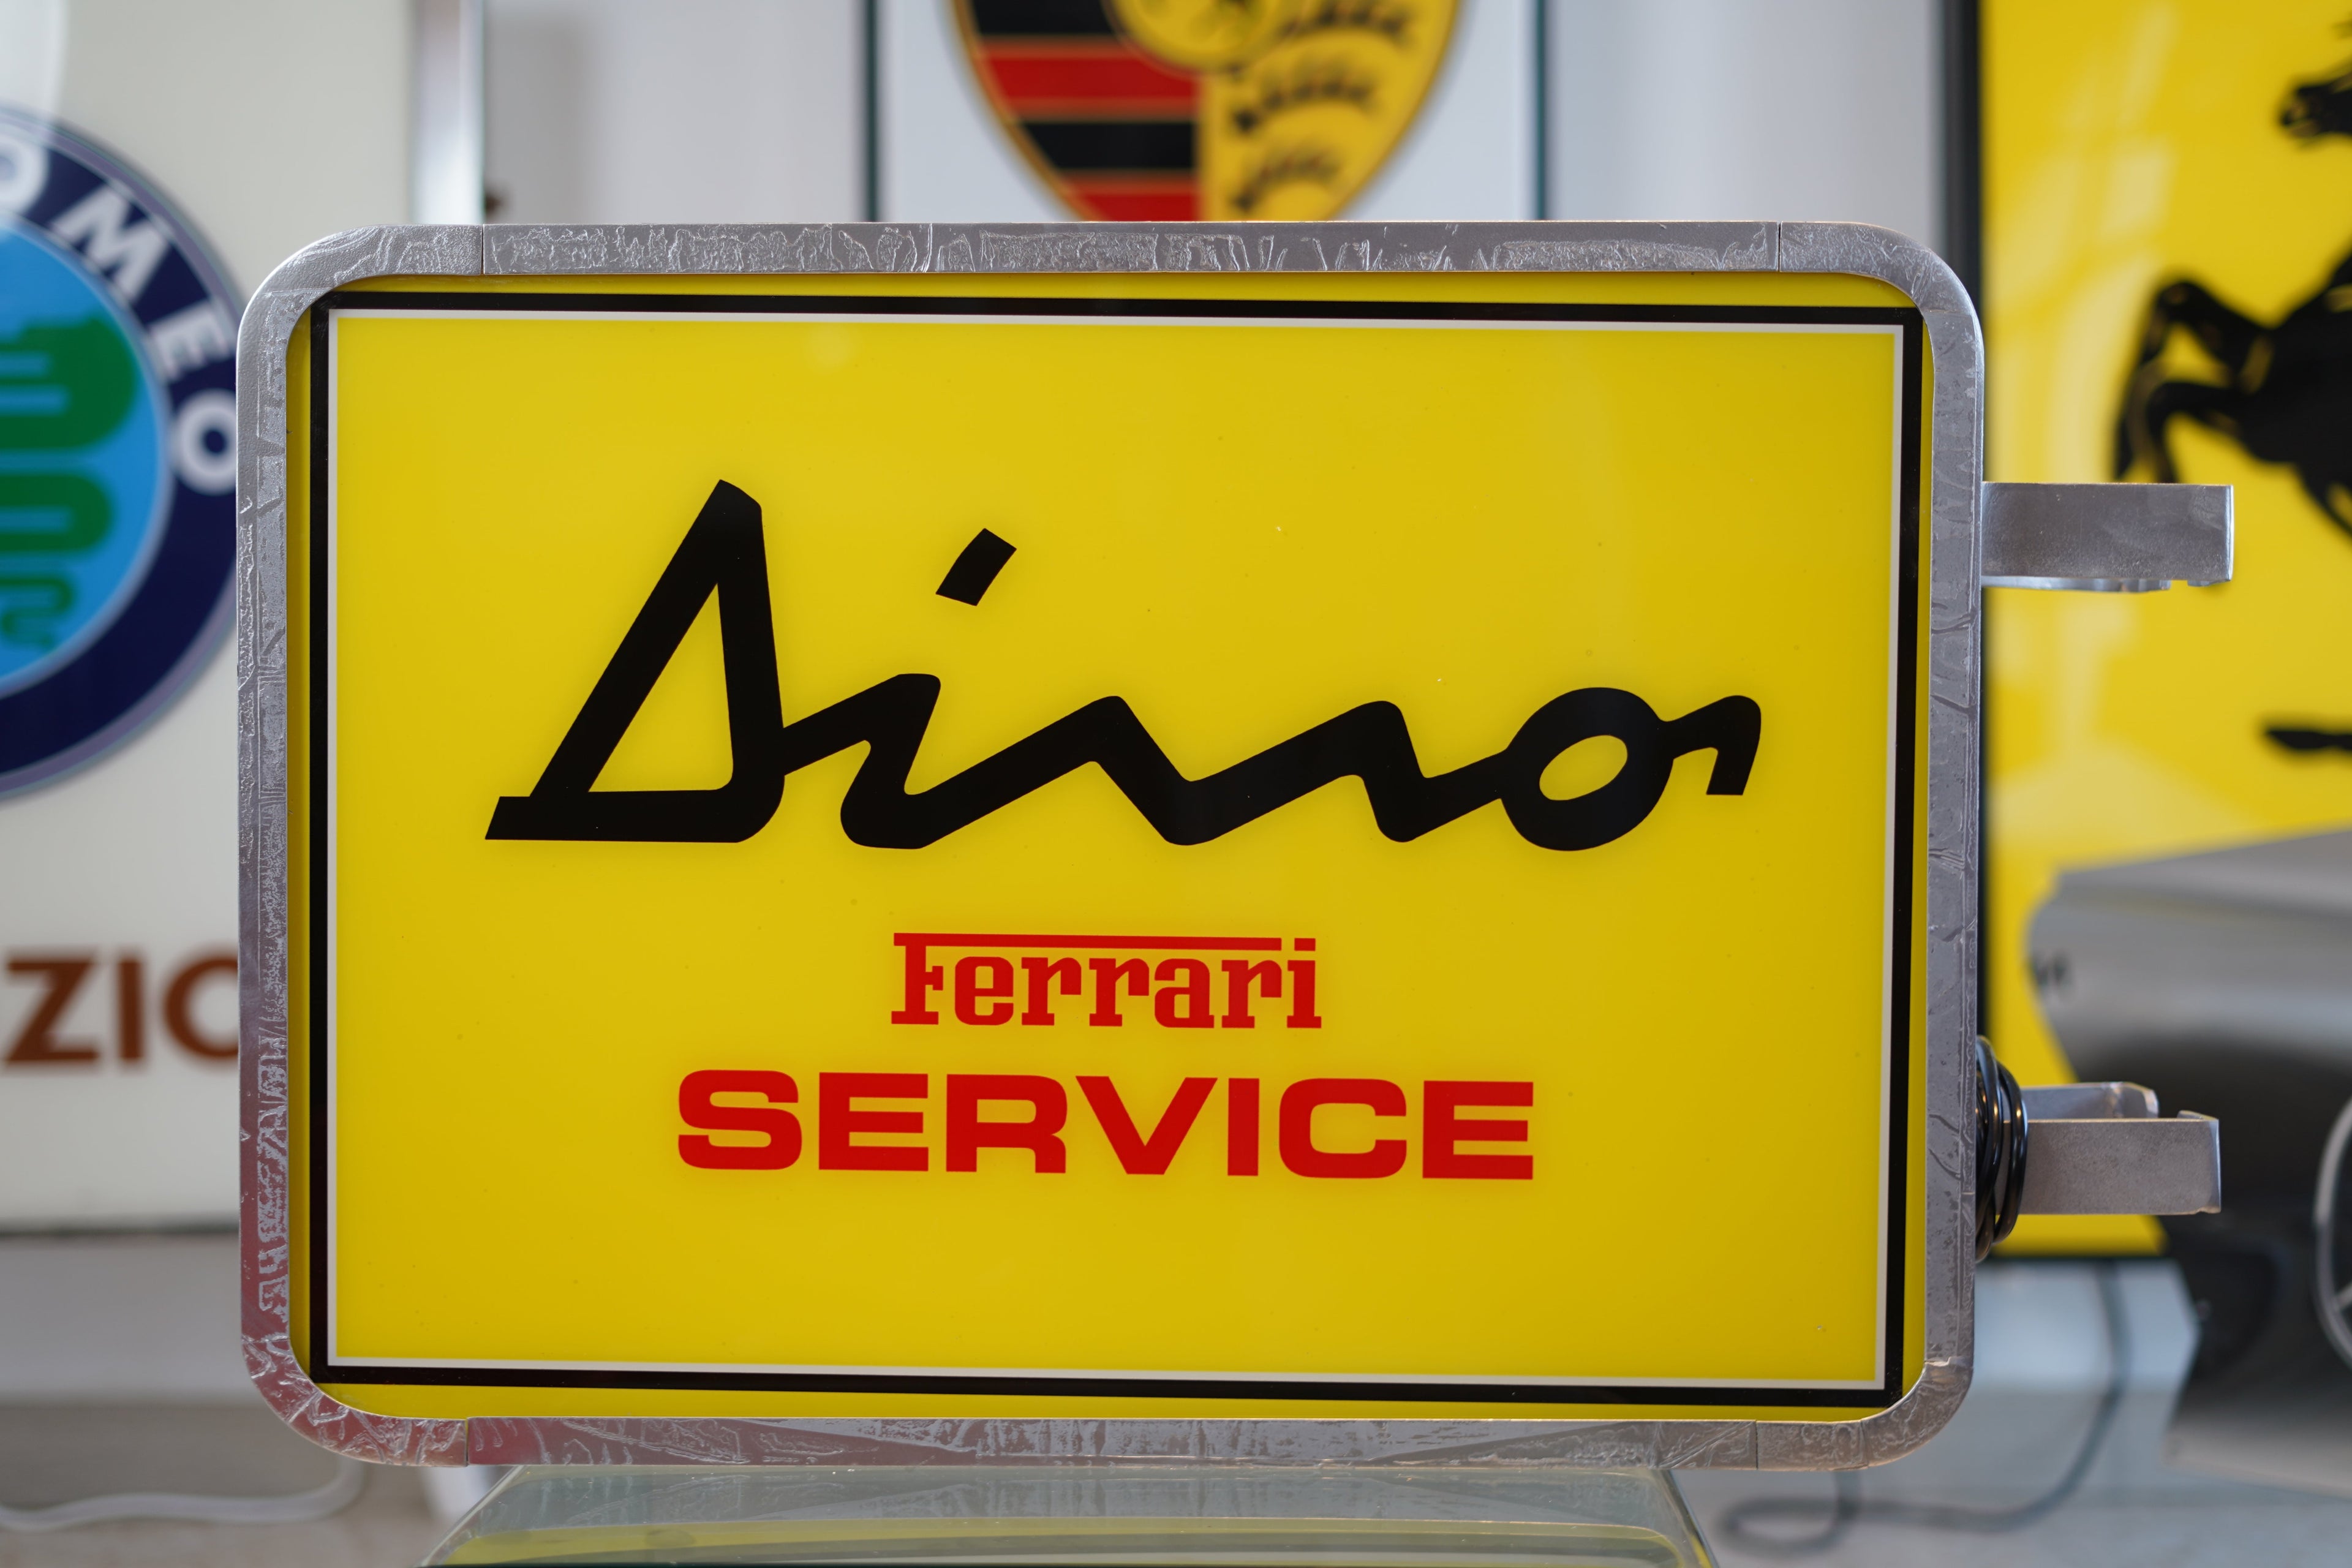 OMEO
ZIO
Dino
Ferrari
SERVICE